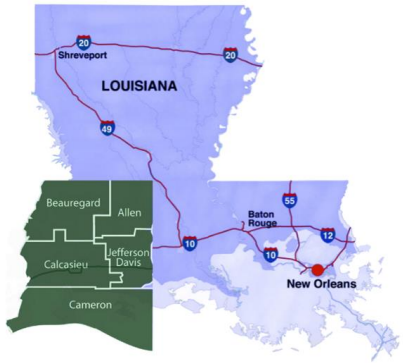 20
20
Shreveport
LOUISIANA
49
Beauregard
Allen
55
Baton
Rouge
12
Jefferson
Davis
10
10
Calcasieu
New Orleans
Cameron